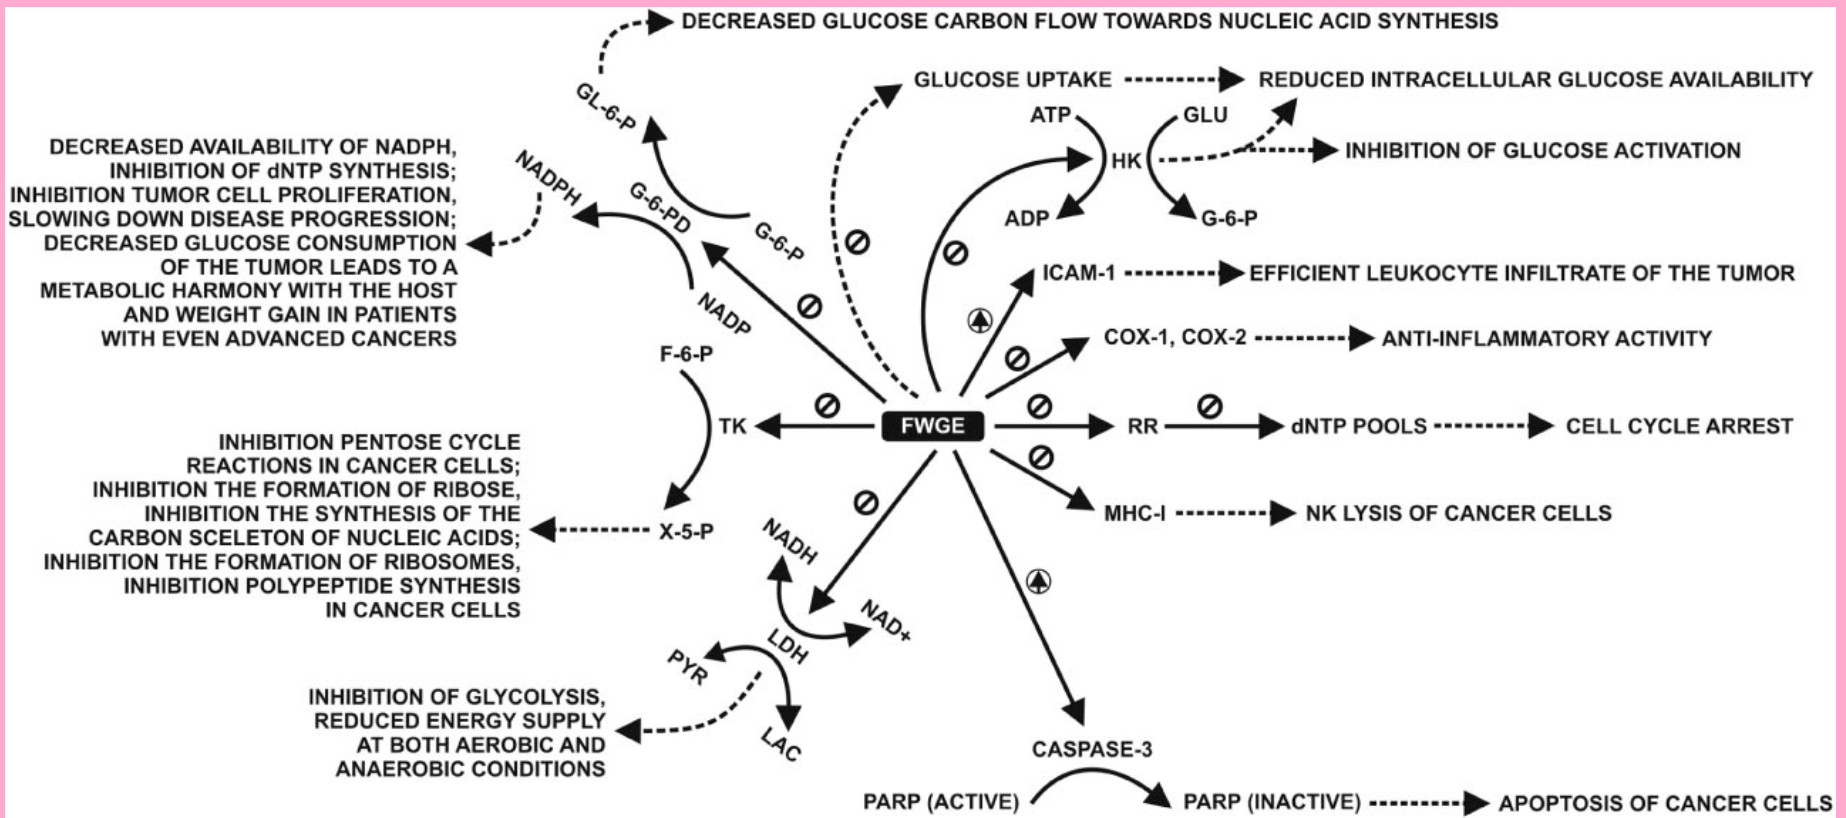 DECREASED GLUCOSE CARBON FLOW TOWARDS NUCLEIC ACID SYNTHESIS
GL-6-P
GLUCOSE UPTAKE
REDUCED INTRACELLULAR GLUCOSE AVAILABILITY
ATP
GLU
HK
INHIBITION OF GLUCOSE ACTIVATION
ADP
G-6-P
DECREASED AVAILABILITY OF NADPH,
INHIBITION OF dNTP SYNTHESIS;
INHIBITION TUMOR CELL PROLIFERATION,
SLOWING DOWN DISEASE PROGRESSION;
DECREASED GLUCOSE CONSUMPTION
OF THE TUMOR LEADS TO A
METABOLIC HARMONY WITH THE HOST
AND WEIGHT GAIN IN PATIENTS
WITH EVEN ADVANCED CANCERS
NADPH
G-6-PD
G-6-P
NADP
ICAM-1
EFFICIENT LEUKOCYTE INFILTRATE OF THE TUMOR
COX-1, COX-2
ANTI-INFLAMMATORY ACTIVITY
F-6-P
TK
FWGE
RR
dNTP POOLS
CELL CYCLE ARREST
INHIBITION PENTOSE CYCLE
REACTIONS IN CANCER CELLS;
INHIBITION THE FORMATION OF RIBOSE,
INHIBITION THE SYNTHESIS OF THE
CARBON SCELETON OF NUCLEIC ACIDS;
INHIBITION THE FORMATION OF RIBOSOMES,
INHIBITION POLYPEPTIDE SYNTHESIS
IN CANCER CELLS
X-5-P
MHC-I
NK LYSIS OF CANCER CELLS
NADH
NAD+
LDH
PYR
LAC
INHIBITION OF GLYCOLYSIS,
REDUCED ENERGY SUPPLY
AT BOTH AEROBIC AND
ANAEROBIC CONDITIONS
CASPASE-3
PARP (ACTIVE)
PARP (INACTIVE)
APOPTOSIS OF CANCER CELLS